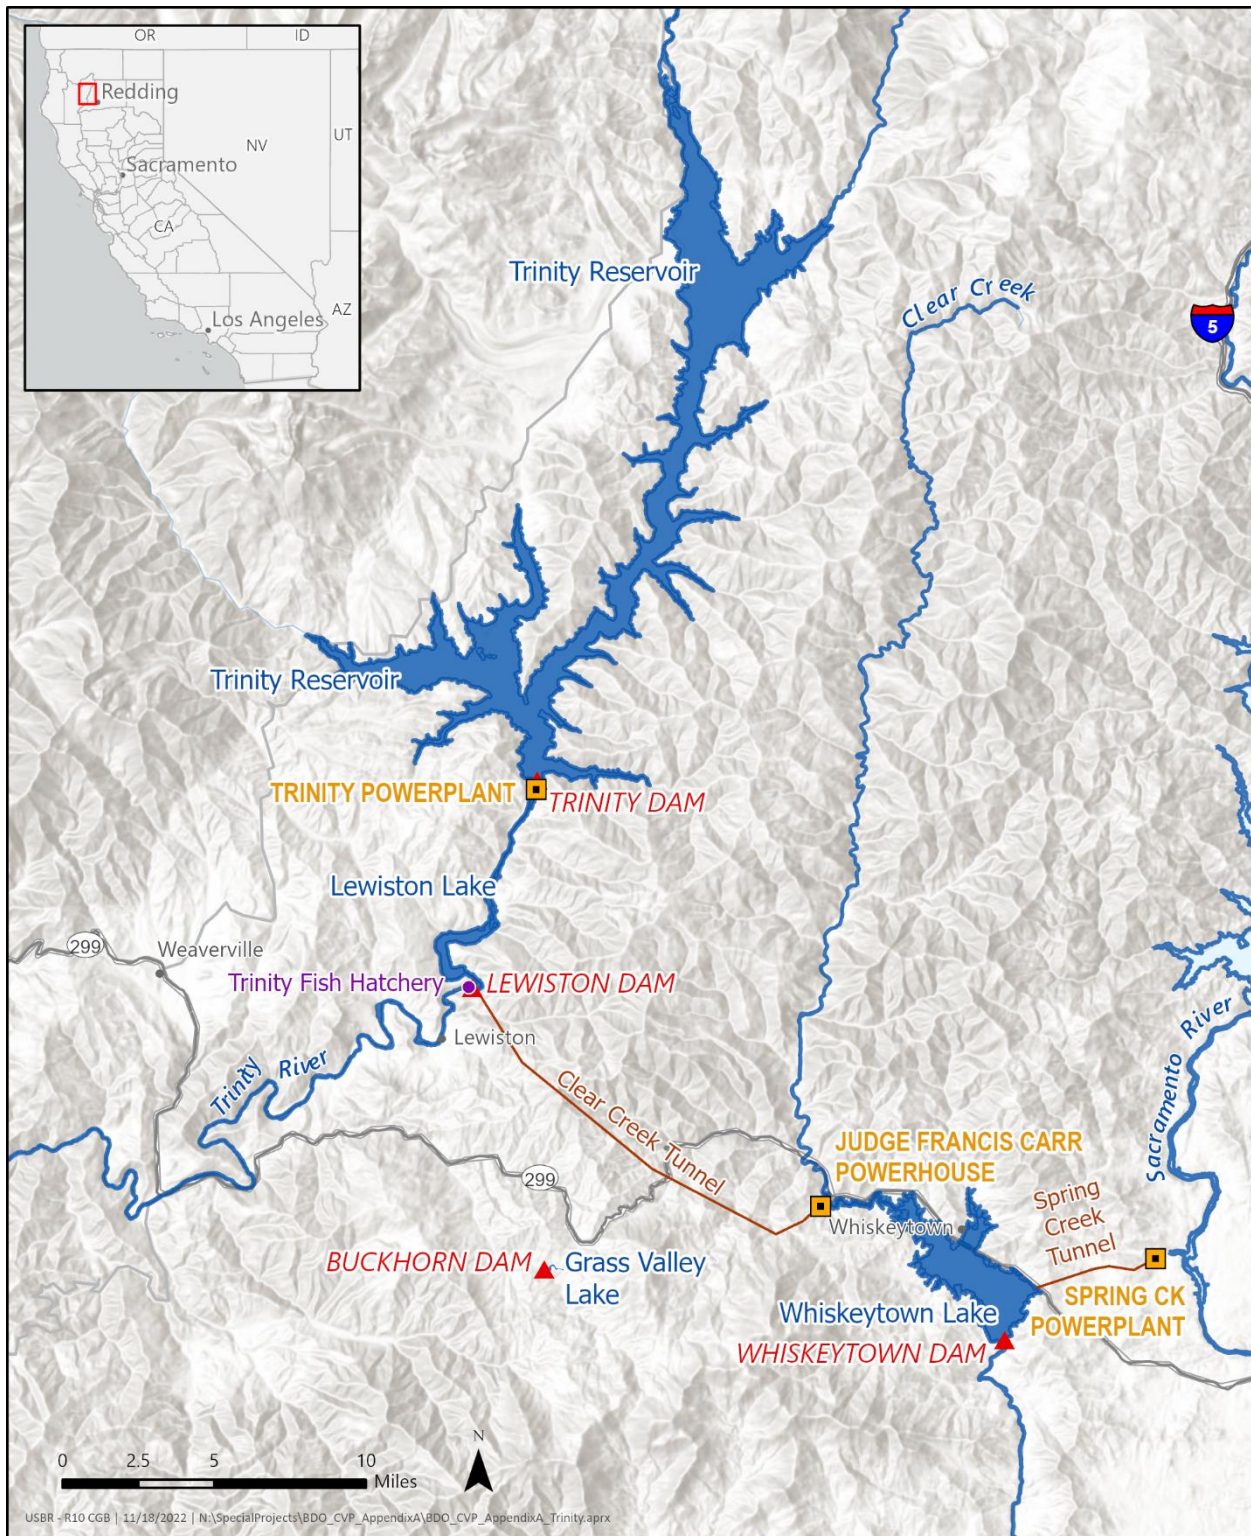 OR
ID
Redding
NV
UT
Sacramento
CA
AZ
Los Angeles
Trinity Reservoir
Clear Creek
5
Trinity Reservoir
TRINITY POWERPLANT
TRINITY DAM
Lewiston Lake
299
Weaverville
Trinity Fish Hatchery
LEWISTON DAM
Lewiston
Trinity River
Sacramento River
Clear Creek Tunnel
JUDGE FRANCIS CARR
POWERHOUSE
299
Whiskeytown
Spring
Creek
Tunnel
BUCKHORN DAM
Grass Valley
Lake
SPRING CK
POWERPLANT
Whiskeytown Lake
WHISKEYTOWN DAM
N
0 2.5 5 10
Miles
USBR - R10 CGB | 11/18/2022 | N:\SpecialProjects\BDO_CVP_AppendixA\BDO_CVP_AppendixA_Trinity.aprx